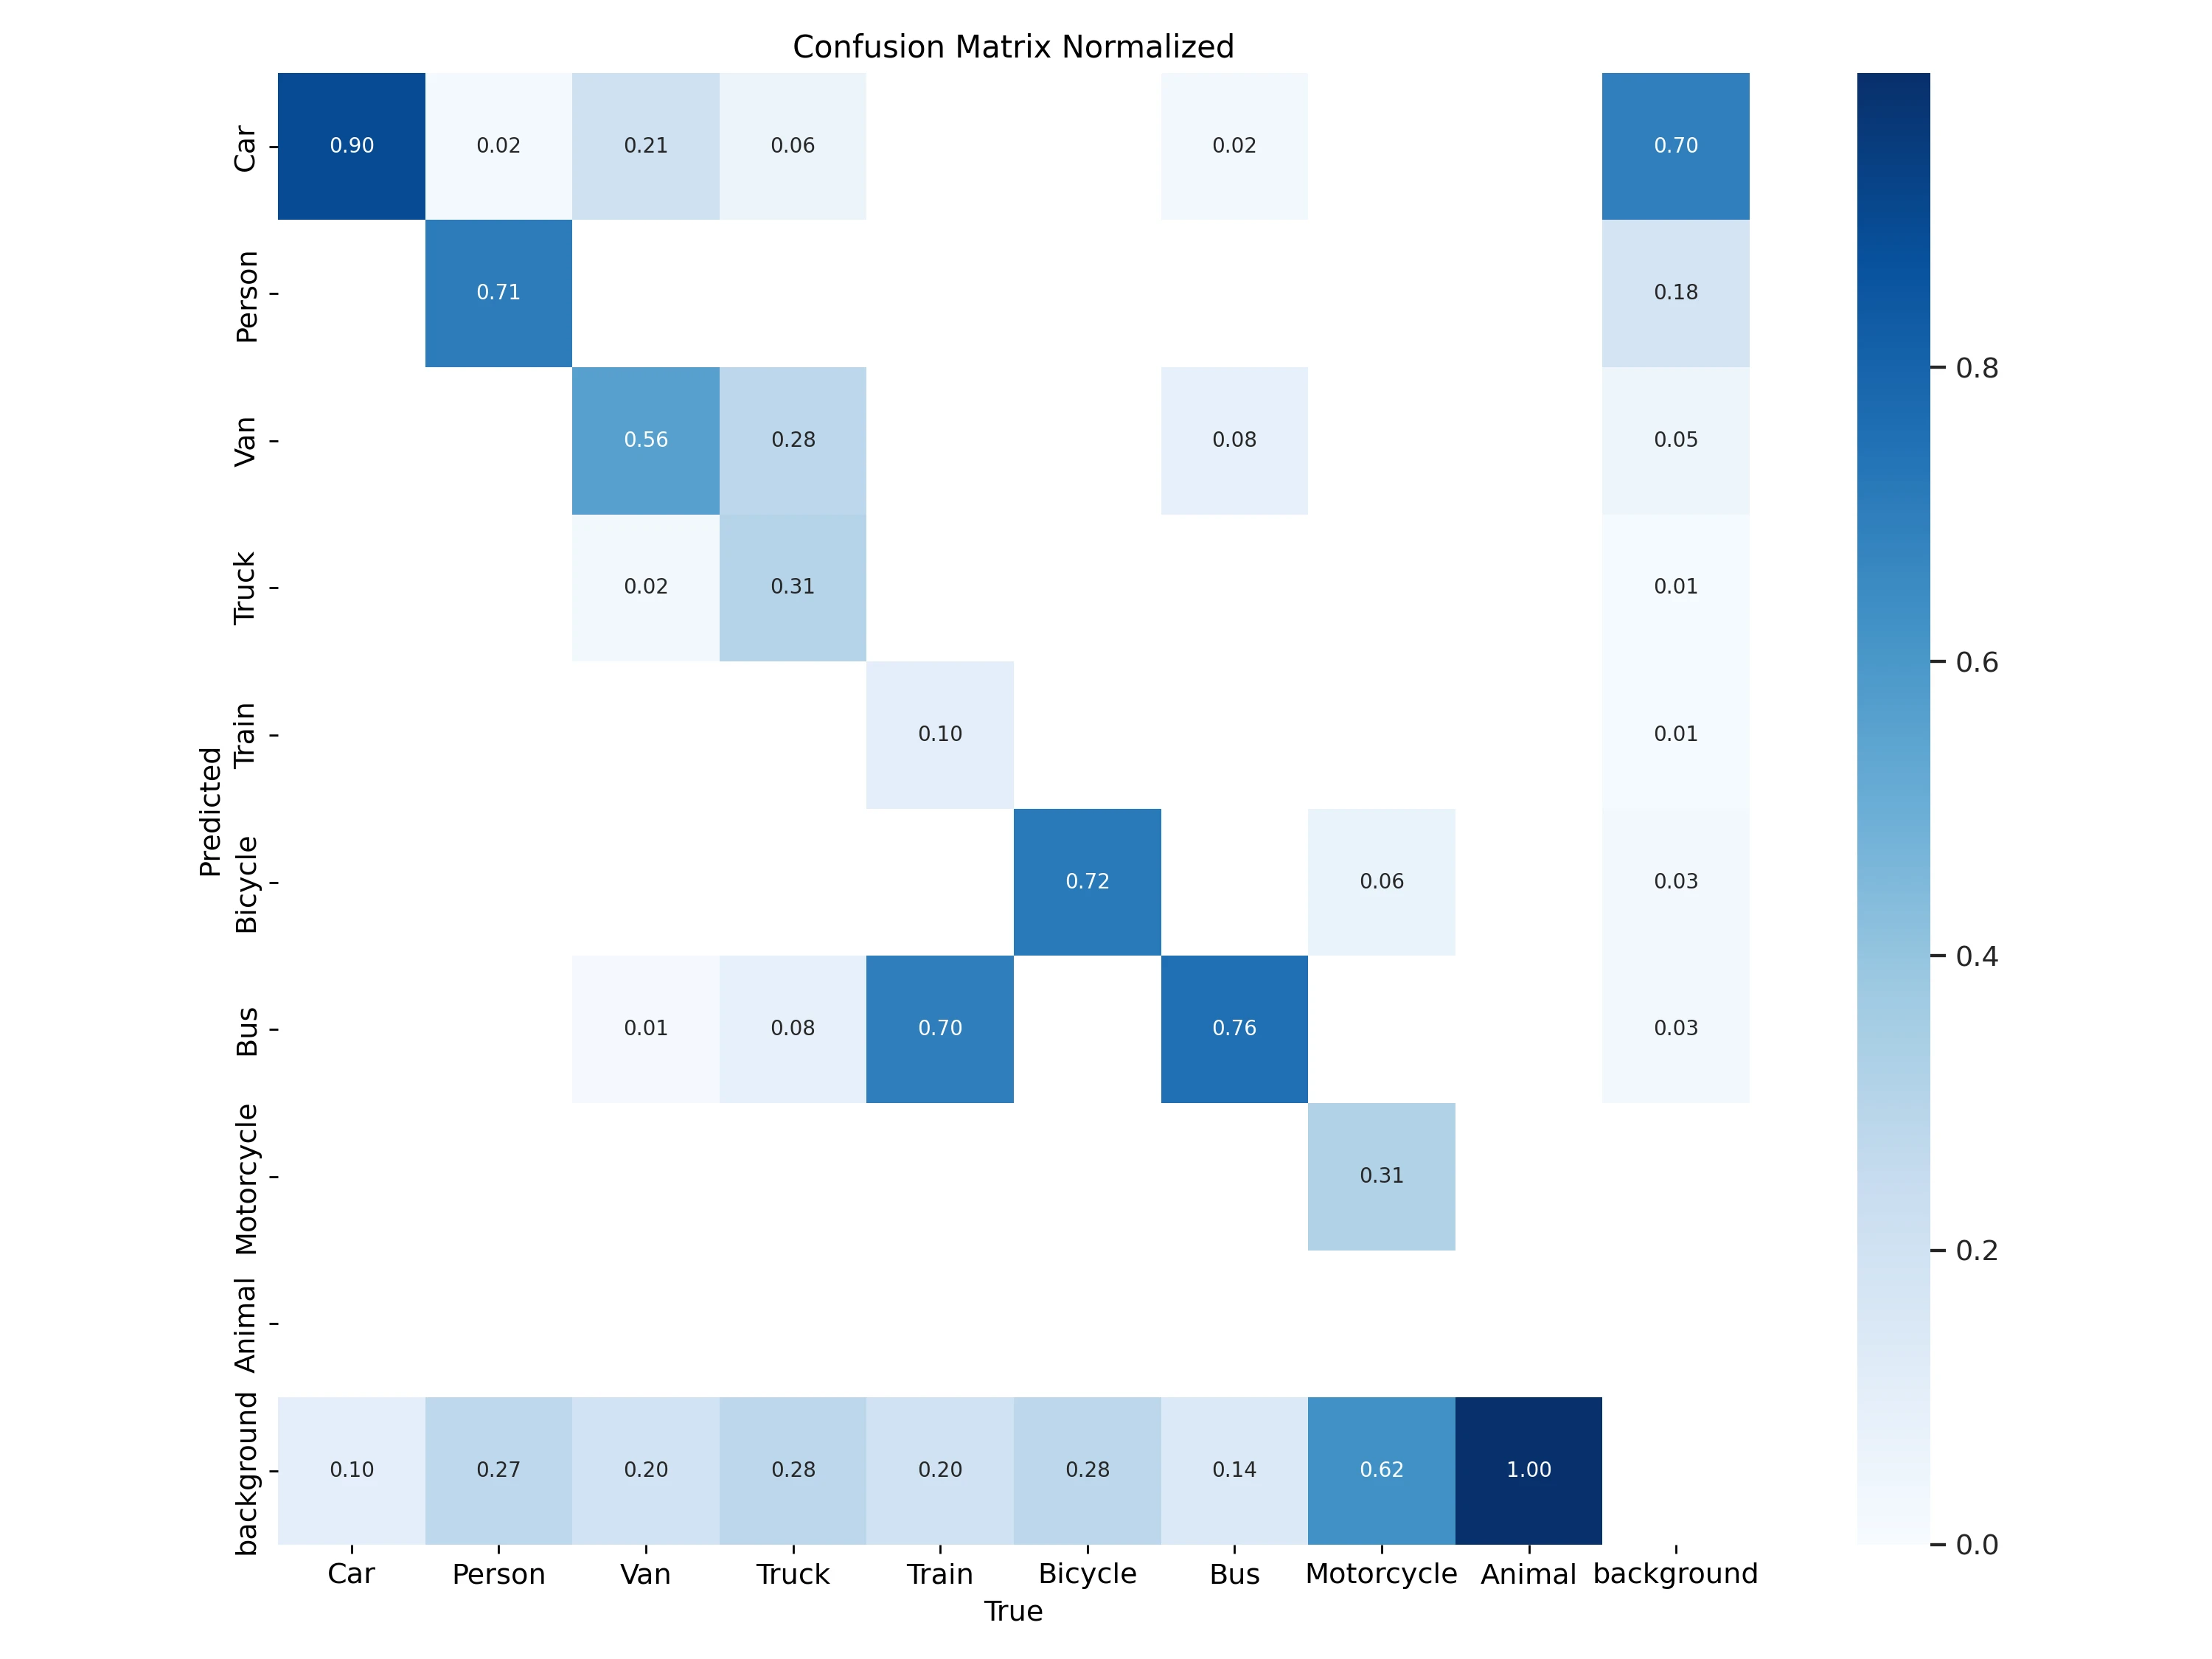 Confusion Matrix Normalized
Car 0.90 0.02 0.21 0.06 0.02 0.70
Person 0.71 0.18
Van 0.56 0.28 0.08 0.05
Truck 0.02 0.31 0.01
Train 0.10 0.01
Bicycle 0.72 0.06 0.03
Bus 0.01 0.08 0.70 0.76 0.03
Motorcycle 0.31
Animal
background 0.10 0.27 0.20 0.28 0.20 0.28 0.14 0.62 1.00
Predicted
Car Person Van Truck Train Bicycle Bus Motorcycle Animal background
True
0.8
0.6
0.4
0.2
0.0